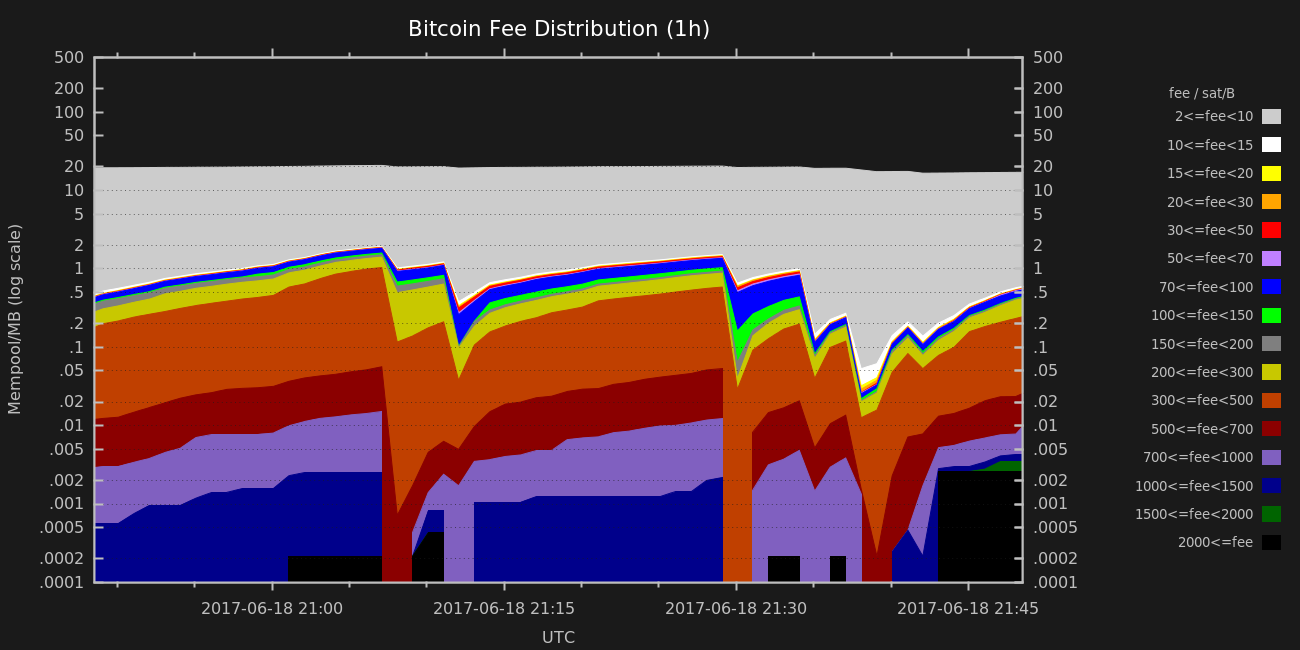 Bitcoin Fee Distribution (1h)
500
200
100
50
20
10
5
2
1
.5
.2
.1
.05
.02
.01
.005
.002
.001
.0005
.0002
.0001
Mempool/MB (log scale)
500
200
100
50
20
10
5
2
1
.5
.2
.1
.05
.02
.01
.005
.002
.001
.0005
.0002
.0001
2017-06-18 21:00
2017-06-18 21:15
2017-06-18 21:30
2017-06-18 21:45
UTC
fee / sat/B
2<=fee<10
10<=fee<15
15<=fee<20
20<=fee<30
30<=fee<50
50<=fee<70
70<=fee<100
100<=fee<150
150<=fee<200
200<=fee<300
300<=fee<500
500<=fee<700
700<=fee<1000
1000<=fee<1500
1500<=fee<2000
2000<=fee